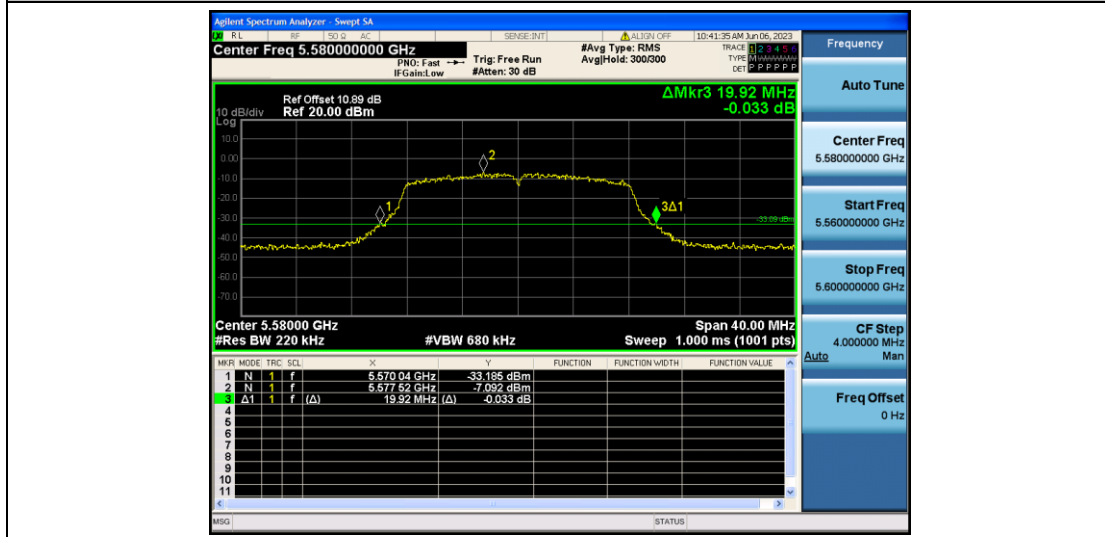 Agilent Spectrum Analyzer - Swept SA
RL RF 50 Ω AC SENSE:INT ALIGN OFF 10:41:35 AM Jun 06, 2023
Center Freq 5.580000000 GHz #Avg Type: RMS TRACE 1 2 3 4 5 6
PNO: Fast Trig: Free Run Avg|Hold: 300/300 TYPE M
IFGain:Low #Atten: 30 dB DET P P P P P P
Frequency
Auto Tune
Center Freq
5.580000000 GHz
Start Freq
5.560000000 GHz
Stop Freq
5.600000000 GHz
CF Step
4.000000 MHz
Auto Man
Freq Offset
0 Hz
ΔMkr3 19.92 MHz
-0.033 dB
Ref Offset 10.89 dB
10 dB/div Ref 20.00 dBm
Log
10.0
0.00
-10.0
-20.0
-30.0
-40.0
-50.0
-60.0
-70.0
1
2
3Δ1
-33.09 dBm
Center 5.58000 GHz Span 40.00 MHz
#Res BW 220 kHz #VBW 680 kHz Sweep 1.000 ms (1001 pts)
MKR MODE TRC SCL X Y FUNCTION FUNCTION WIDTH FUNCTION VALUE
1 N 1 f 5.570 04 GHz -33.185 dBm
2 N 1 f 5.577 52 GHz -7.092 dBm
3 Δ1 1 f (Δ) 19.92 MHz (Δ) -0.033 dB
4
5
6
7
8
9
10
11
MSG STATUS